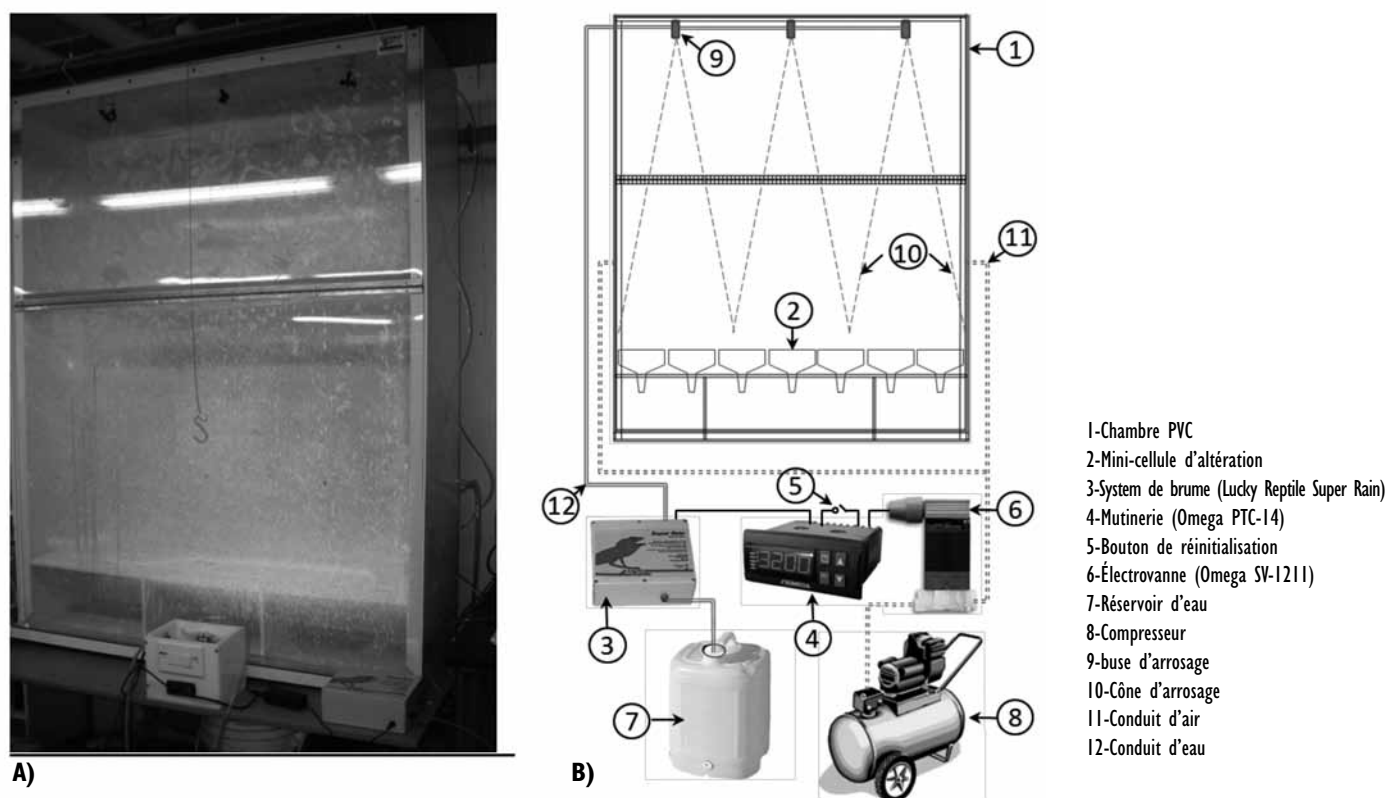 9
1
11
10
2
5
12
6
Super Rain
3200
3
4
7
8
1-Chambre PVC
2-Mini-cellule d'altération
3-System de brume (Lucky Reptile Super Rain)
4-Mutinerie (Omega PTC-14)
5-Bouton de réinitialisation
6-Électrovanne (Omega SV-1211)
7-Réservoir d'eau
8-Compresseur
9-buse d'arrosage
10-Cône d'arrosage
11-Conduit d'air
12-Conduit d'eau
A)
B)